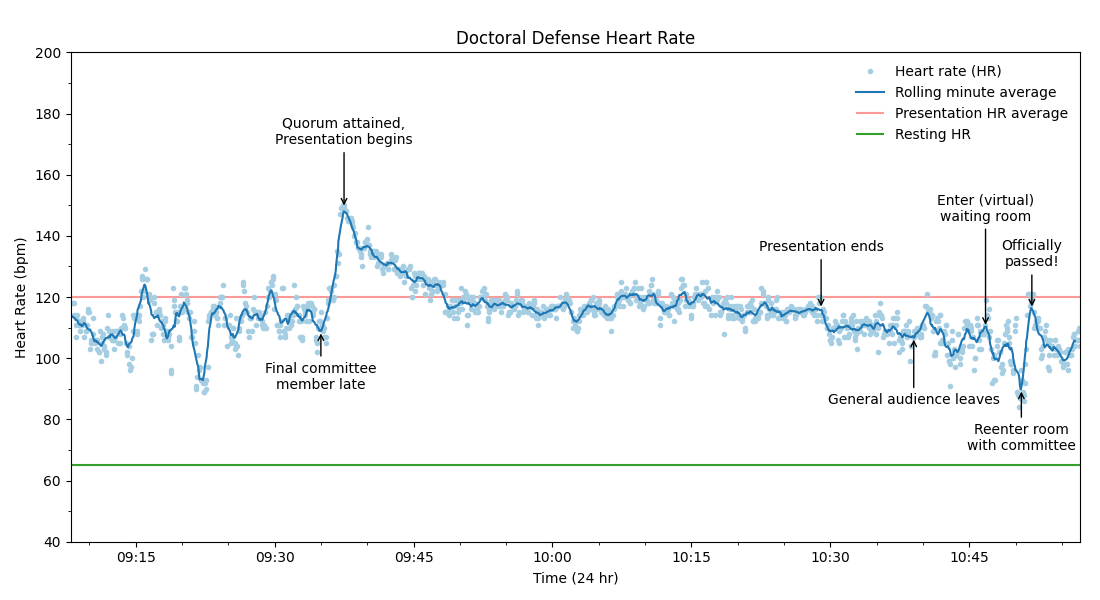 Doctoral Defense Heart Rate
200
180
160
140
120
100
80
60
40
Heart Rate (bpm)
Heart rate (HR)
Rolling minute average
Presentation HR average
Resting HR
Quorum attained,
Presentation begins
Final committee
member late
Presentation ends
General audience leaves
Enter (virtual)
waiting room
Officially
passed!
Reenter room
with committee
09:15
09:30
09:45
10:00
10:15
10:30
10:45
Time (24 hr)